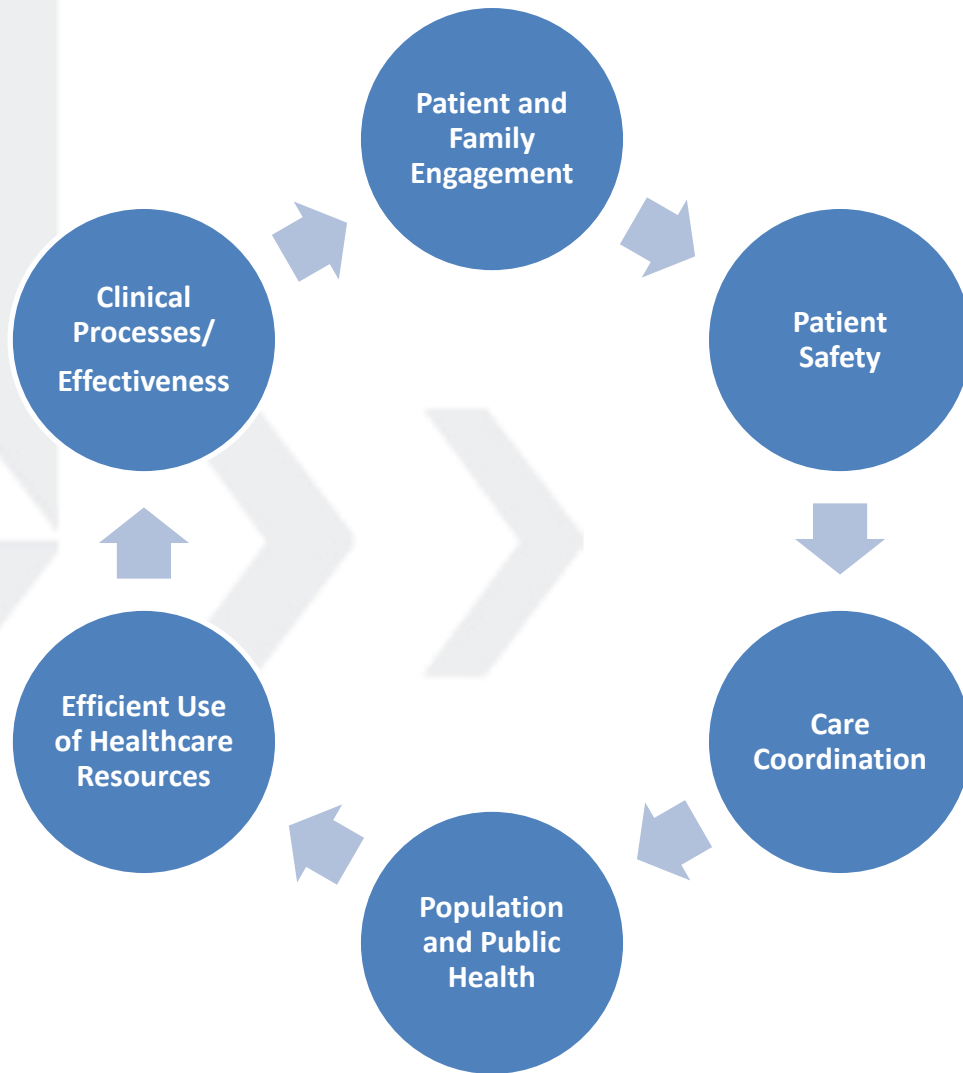 Patient and
Family
Engagement
Patient
Safety
Care
Coordination
Population
and Public
Health
Efficient Use
of Healthcare
Resources
Clinical
Processes/
Effectiveness